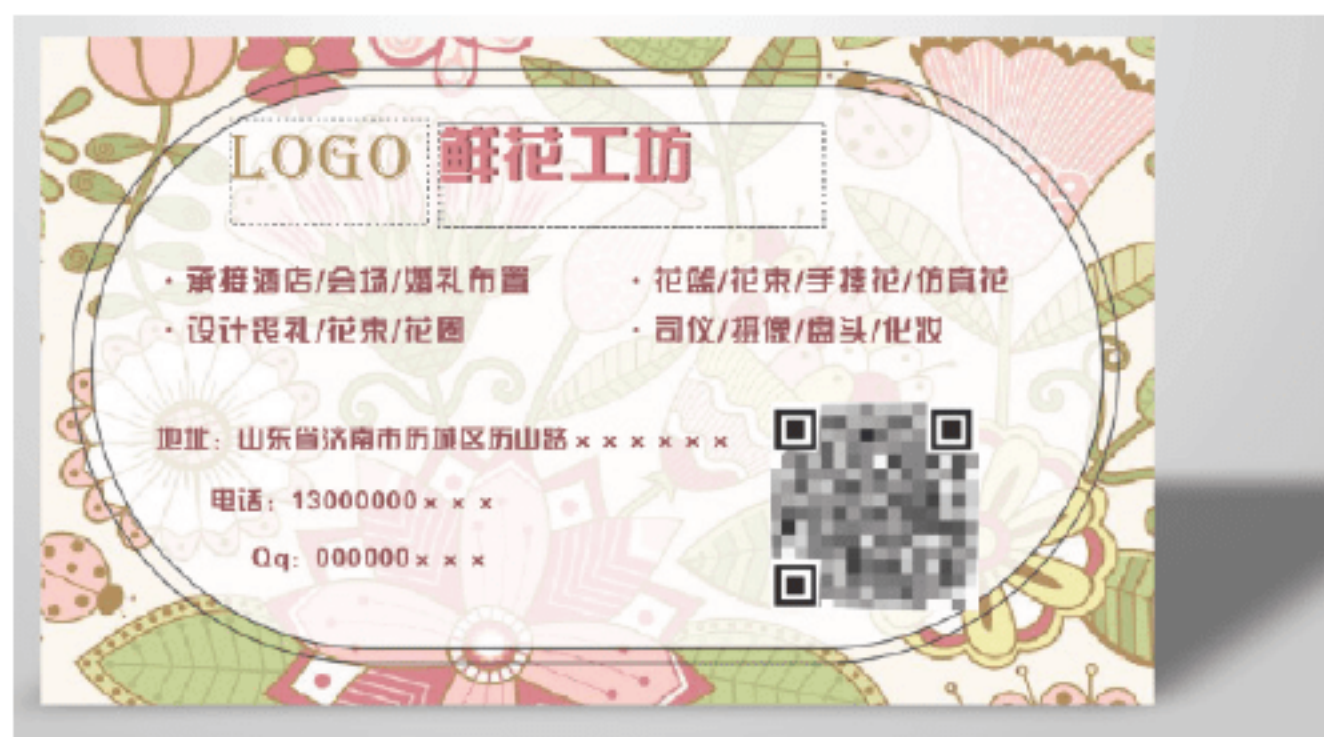 LOGO 鲜花工坊
·承接酒店/会场/婚礼布置
·花篮/花束/手捧花/仿真花
·设计丧礼/花束/花圈
·司仪/摄像/盘头/化妆
地址：山东省济南市历城区历山路××××××
电话：13000000×××
Qq：000000×××